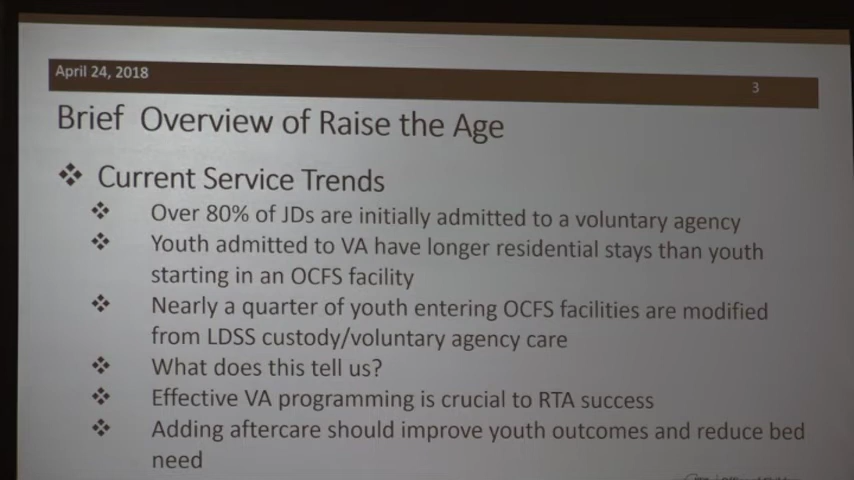 April 24, 2018
3
Brief Overview of Raise the Age
❖ Current Service Trends
❖ Over 80% of JDs are initially admitted to a voluntary agency
❖ Youth admitted to VA have longer residential stays than youth
starting in an OCFS facility
❖ Nearly a quarter of youth entering OCFS facilities are modified
from LDSS custody/voluntary agency care
❖ What does this tell us?
❖ Effective VA programming is crucial to RTA success
❖ Adding aftercare should improve youth outcomes and reduce bed
need